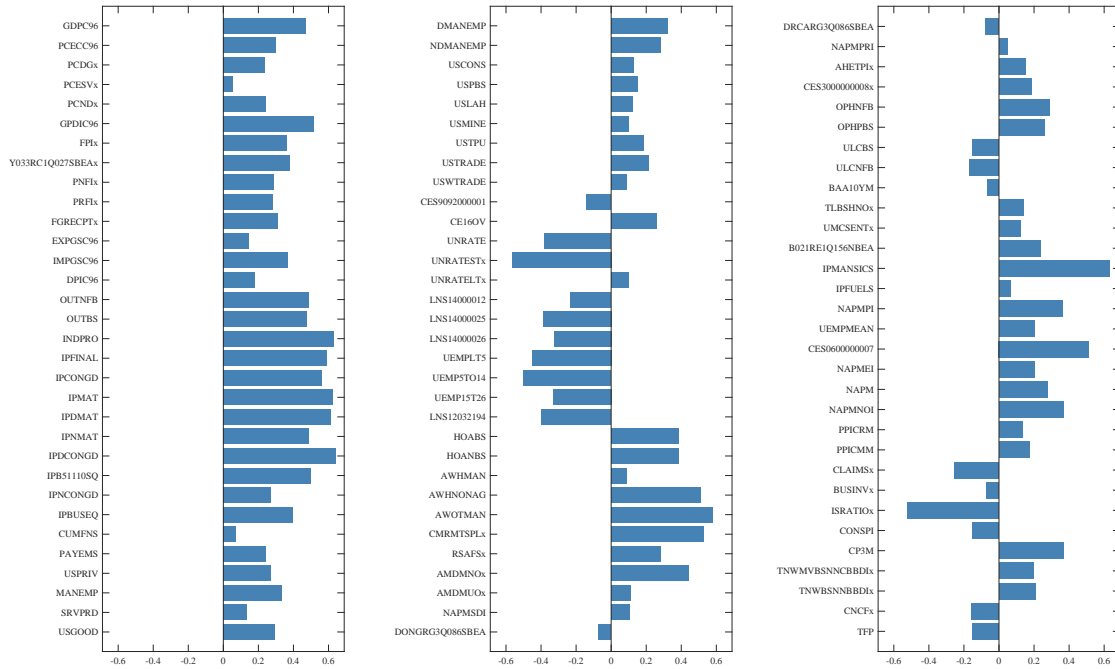 GDPC96
PCECC96
PCDGx
PCESVx
PCNDx
GPDIC96
FPIx
Y033RC1Q027SBEAx
PNFIx
PRFIx
FGRECPTx
EXPGSC96
IMPGSC96
DPIC96
OUTNFB
OUTBS
INDPRO
IPFINAL
IPCONGD
IPMAT
IPDMAT
IPNMAT
IPDCONGD
IPB51110SQ
IPNCONGD
IPBUSEQ
CUMFNS
PAYEMS
USPRIV
MANEMP
SRVPRD
USGOOD
-0.6 -0.4 -0.2 0 0.2 0.4 0.6
DMANEMP
NDMANEMP
USCONS
USPBS
USLAH
USMINE
USTPU
USTRADE
USWTRADE
CES9092000001
CE16OV
UNRATE
UNRATESTx
UNRATELTx
LNS14000012
LNS14000025
LNS14000026
UEMPLT5
UEMP5TO14
UEMP15T26
LNS12032194
HOABS
HOANBS
AWHMAN
AWHNONAG
AWOTMAN
CMRMTSPLx
RSAFSx
AMDMNOx
AMDMUOx
NAPMSDI
DONGRG3Q086SBEA
-0.6 -0.4 -0.2 0 0.2 0.4 0.6
DRCARG3Q086SBEA
NAPMPRI
AHETPIx
CES3000000008x
OPHNFB
OPHPBS
ULCBS
ULCNFB
BAA10YM
TLBSHNOx
UMCSENTx
B021RE1Q156NBEA
IPMANSICS
IPFUELS
NAPMPI
UEMPMEAN
CES0600000007
NAPMEI
NAPM
NAPMNOI
PPICRM
PPICMM
CLAIMSx
BUSINVx
ISRATIOx
CONSPI
CP3M
TNWMVBSNNCBBDIx
TNWBSNNBBDIx
CNCFx
TFP
-0.6 -0.4 -0.2 0 0.2 0.4 0.6